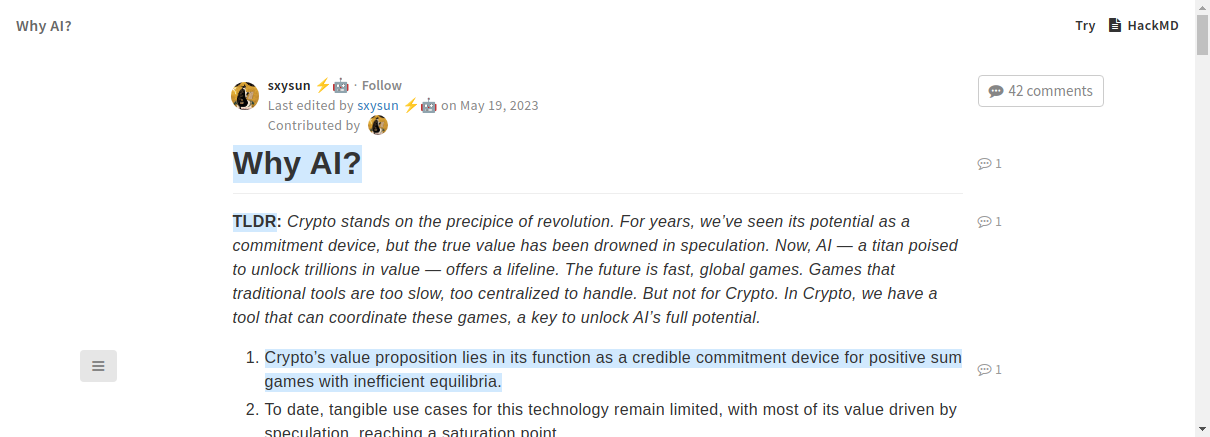 Why AI?
Try HackMD
sxysun ⚡🤖 · Follow
42 comments
Last edited by sxysun ⚡🤖 on May 19, 2023
Contributed by
Why AI?
1
TLDR: Crypto stands on the precipice of revolution. For years, we’ve seen its potential as a
1
commitment device, but the true value has been drowned in speculation. Now, AI — a titan poised
to unlock trillions in value — offers a lifeline. The future is fast, global games. Games that
traditional tools are too slow, too centralized to handle. But not for Crypto. In Crypto, we have a
tool that can coordinate these games, a key to unlock AI’s full potential.
1. Crypto’s value proposition lies in its function as a credible commitment device for positive sum
games with inefficient equilibria.
1
2. To date, tangible use cases for this technology remain limited, with most of its value driven by
speculation, reaching a saturation point.